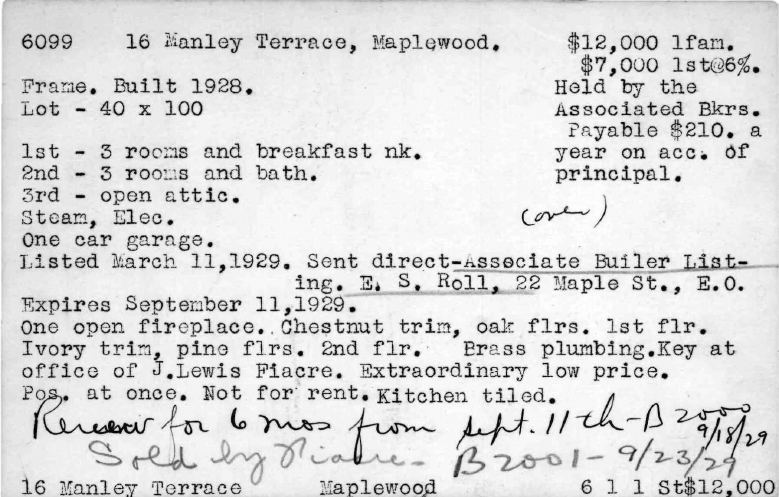 6099 16 Manley Terrace, Maplewood. $12,000 1fam.
$7,000 1st@6%.
Frame. Built 1928. Held by the
Lot - 40 x 100 Associated Bkrs.
Payable $210. a
1st - 3 rooms and breakfast nk. year on acc. of
2nd - 3 rooms and bath. principal.
3rd - open attic.
Steam, Elec. (over)
One car garage.
Listed March 11,1929. Sent direct-Associate Builer List-
ing. E. S. Roll, 22 Maple St., E.O.
Expires September 11,1929.
One open fireplace. Chestnut trim, oak flrs. 1st flr.
Ivory trim, pine flrs. 2nd flr. Brass plumbing.Key at
office of J.Lewis Fiacre. Extraordinary low price.
Pos. at once. Not for rent. Kitchen tiled.
for 6 mos from Sept. 11th - B 2000
9/18/29
Sold by Fiacre - B2001 - 9/23/29
16 Manley Terrace Maplewood 6 1 1 St$12,000